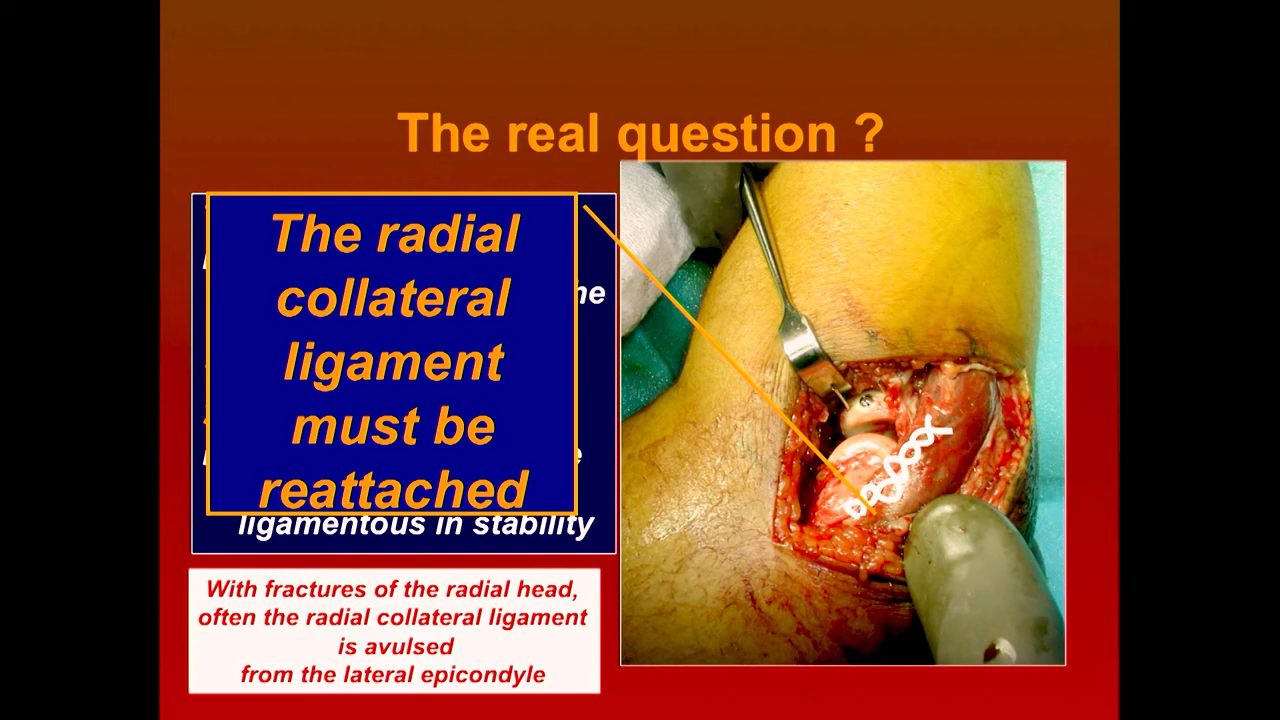 The real question ?
The radial
collateral
ligament
must be
reattached
ligamentous in stability
With fractures of the radial head,
often the radial collateral ligament
is avulsed
from the lateral epicondyle